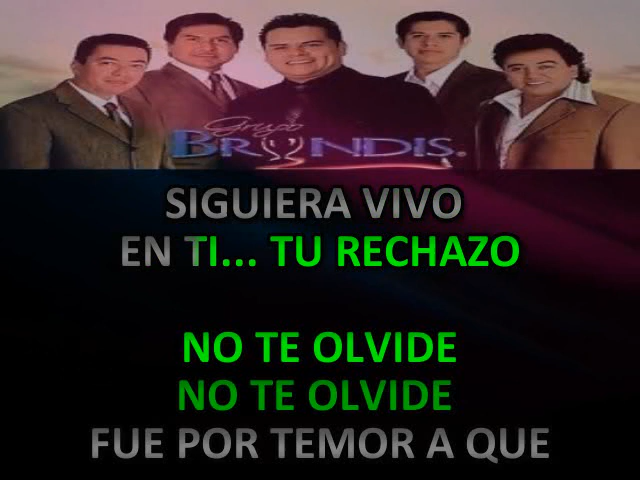 Grupo
BRYNDIS®
SIGUIERA VIVO
EN TI... TU RECHAZO
NO TE OLVIDE
NO TE OLVIDE
FUE POR TEMOR A QUE